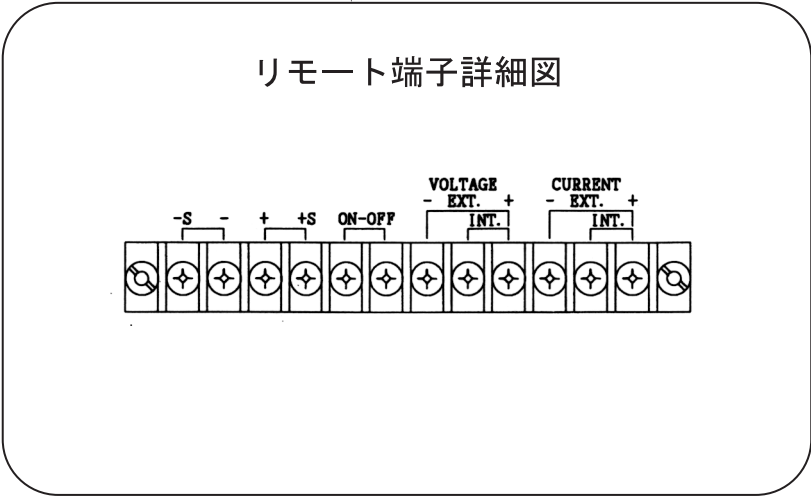 リモート端子詳細図
VOLTAGE CURRENT
- EXT. + - EXT. +
-S - + +S ON-OFF INT. INT.